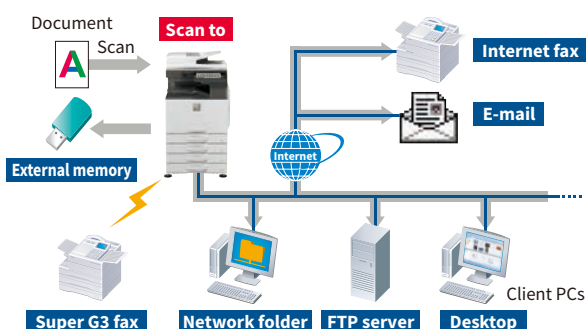 Document
Scan
A
Scan to
External memory
Internet
Internet fax
E-mail
Client PCs
Super G3 fax
Network folder
FTP server
Desktop